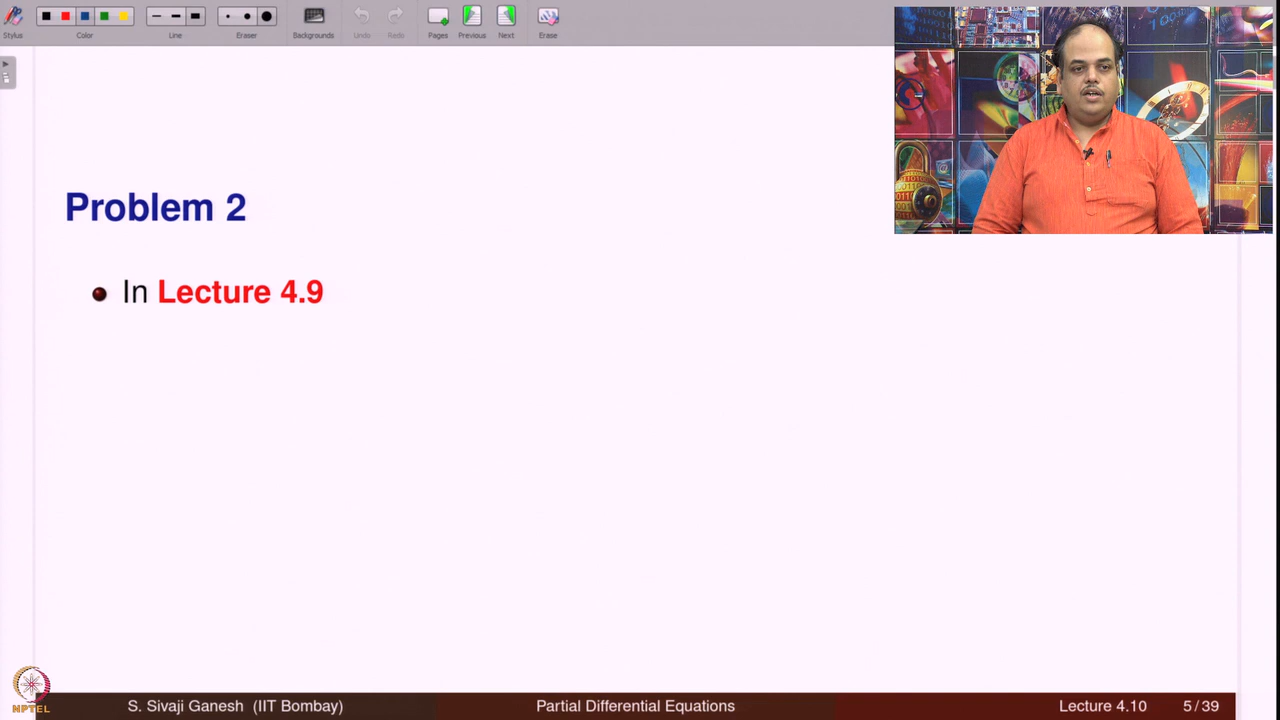 Stylus
Color
Line
Eraser
Backgrounds
Undo
Redo
Pages
Previous
Next
Erase
Problem 2
In Lecture 4.9
NPTEL
S. Sivaji Ganesh (IIT Bombay)
Partial Differential Equations
Lecture 4.10
5/39